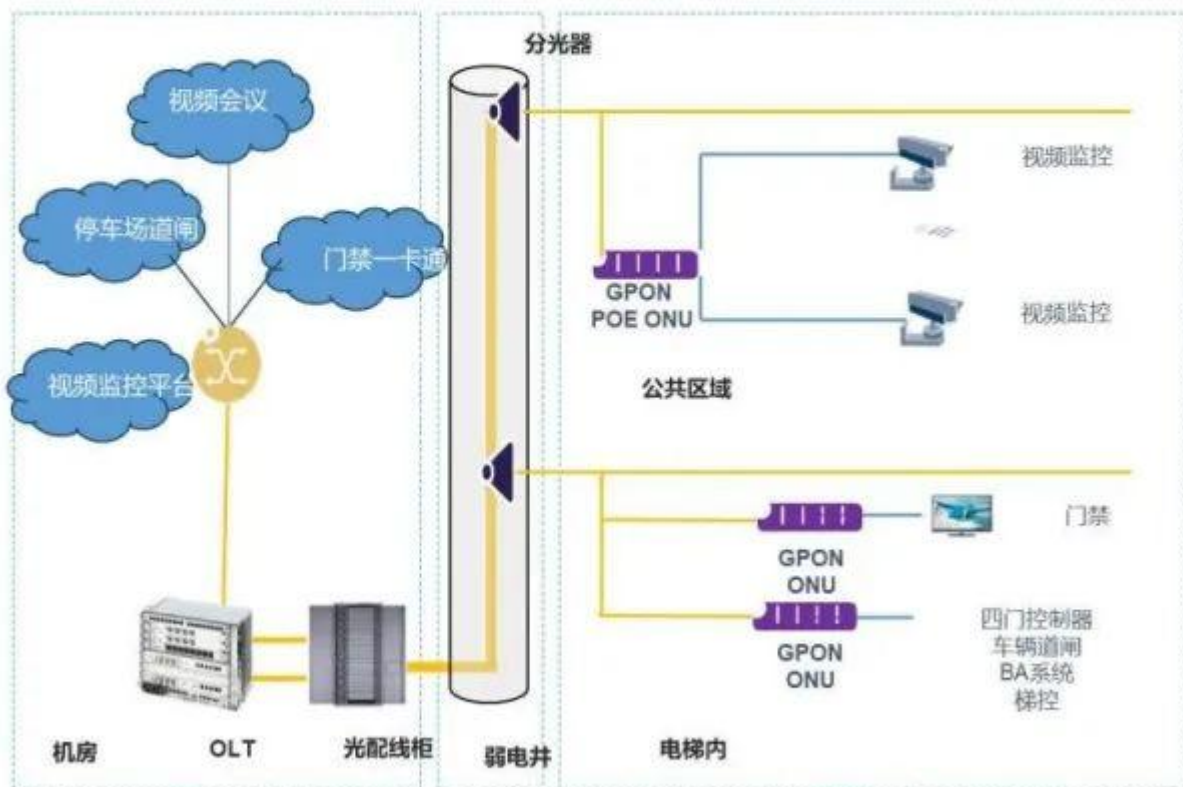 分光器
视频会议
停车场道闸
门禁一卡通
视频监控平台
视频监控
GPON
POE ONU
视频监控
公共区域
门禁
GPON
ONU
四门控制器
车辆道闸
BA系统
梯控
GPON
ONU
机房
OLT
光配线柜
弱电井
电梯内